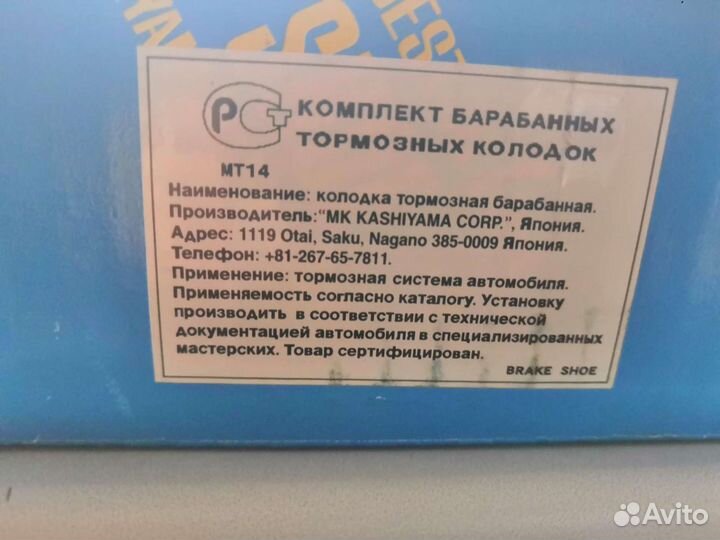 РСТ КОМПЛЕКТ БАРАБАННЫХ
ТОРМОЗНЫХ КОЛОДОК
МТ14
Наименование: колодка тормозная барабанная.
Производитель:"MK KASHIYAMA CORP.", Япония.
Адрес: 1119 Otai, Saku, Nagano 385-0009 Япония.
Телефон: +81-267-65-7811.
Применение: тормозная система автомобиля.
Применяемость согласно каталогу. Установку
производить в соответствии с технической
документацией автомобиля в специализированных
мастерских. Товар сертифицирован.
BRAKE SHOE
Avito